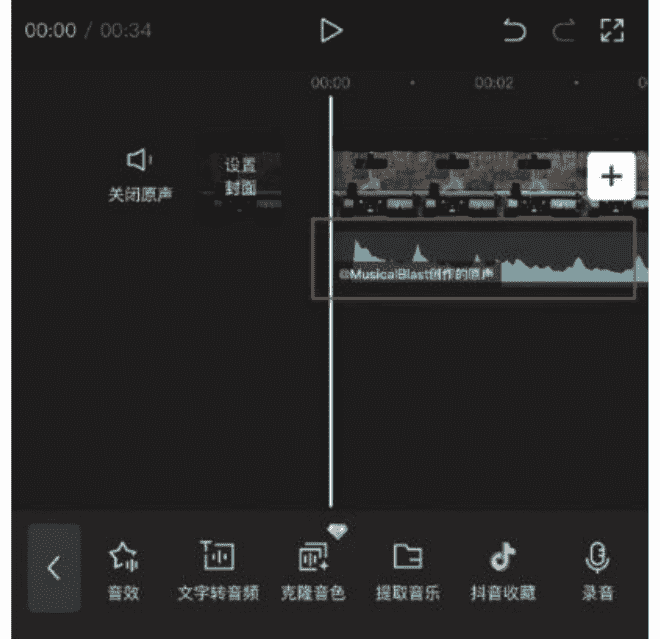 00:00 / 00:34
00:00
00:02
关闭原声
设置
封面
@MusicalBlast创作的原声
音效
文字转音频
克隆音色
提取音乐
抖音收藏
录音